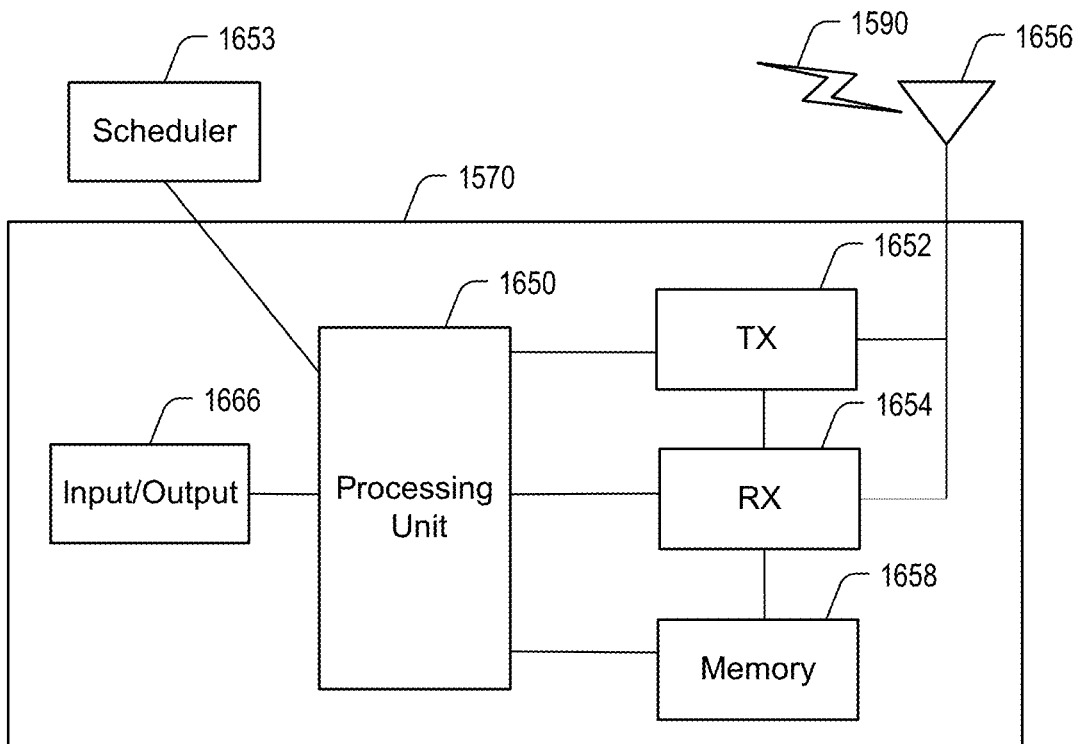 1653
1590
1656
Scheduler
1570
1652
1650
TX
1666
1654
Input/Output
Processing
Unit
RX
1658
Memory